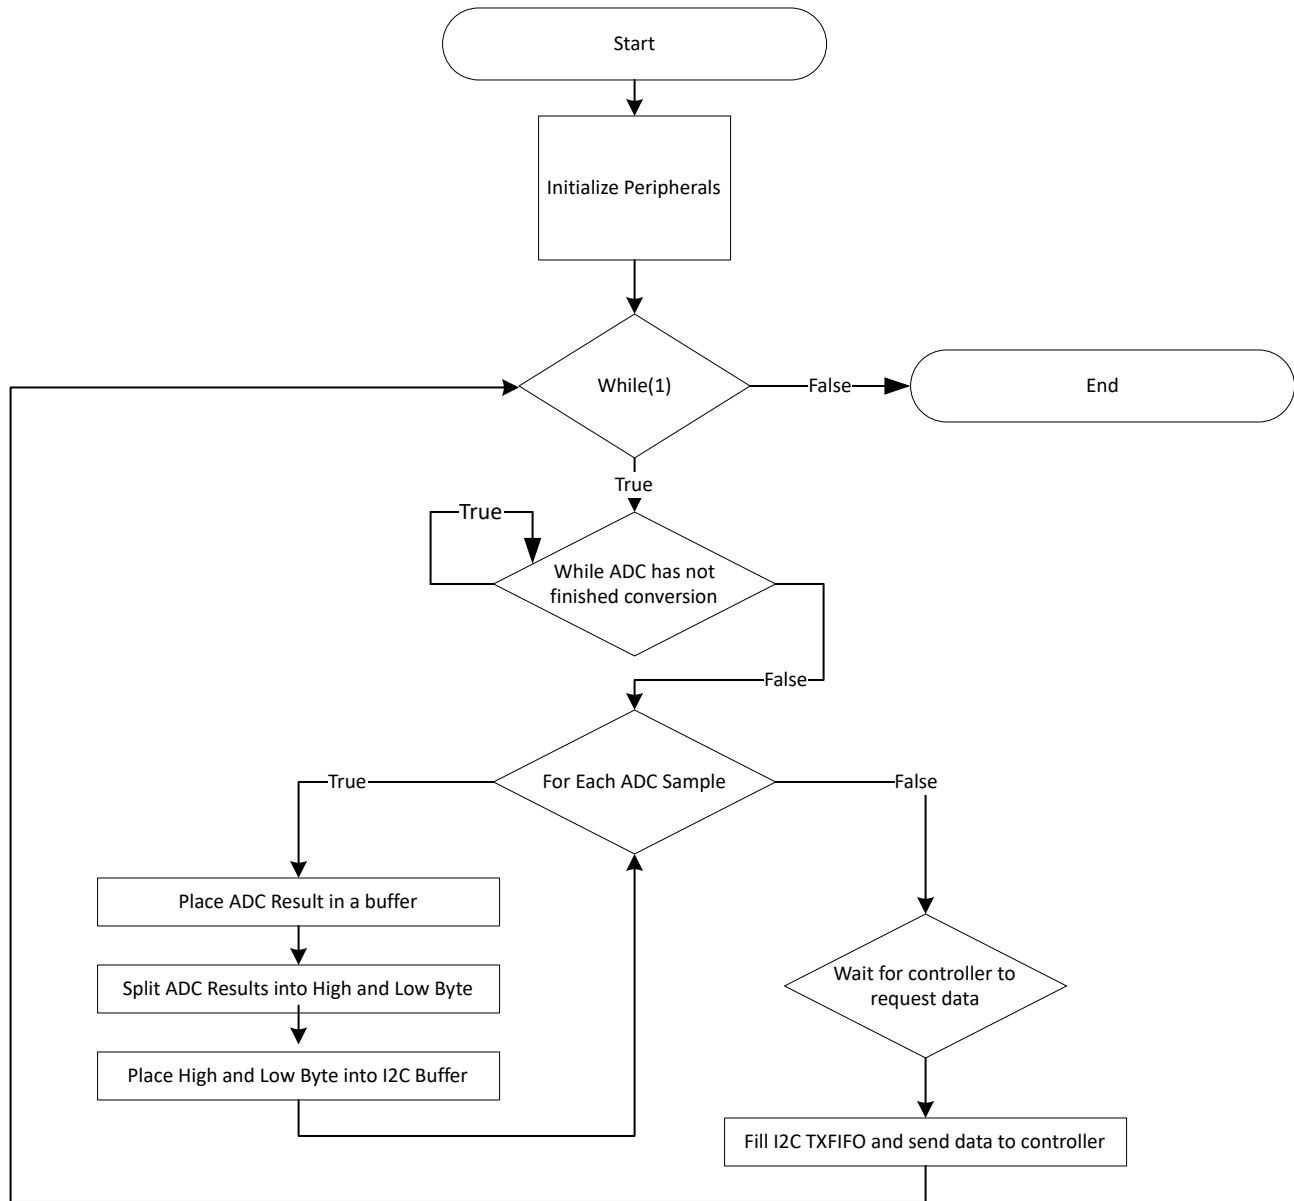 Start
Initialize Peripherals
While(1)
False
End
True
True
While ADC has not
finished conversion
False
For Each ADC Sample
True
False
Place ADC Result in a buffer
Split ADC Results into High and Low Byte
Place High and Low Byte into I2C Buffer
Wait for controller to
request data
Fill I2C TXFIFO and send data to controller